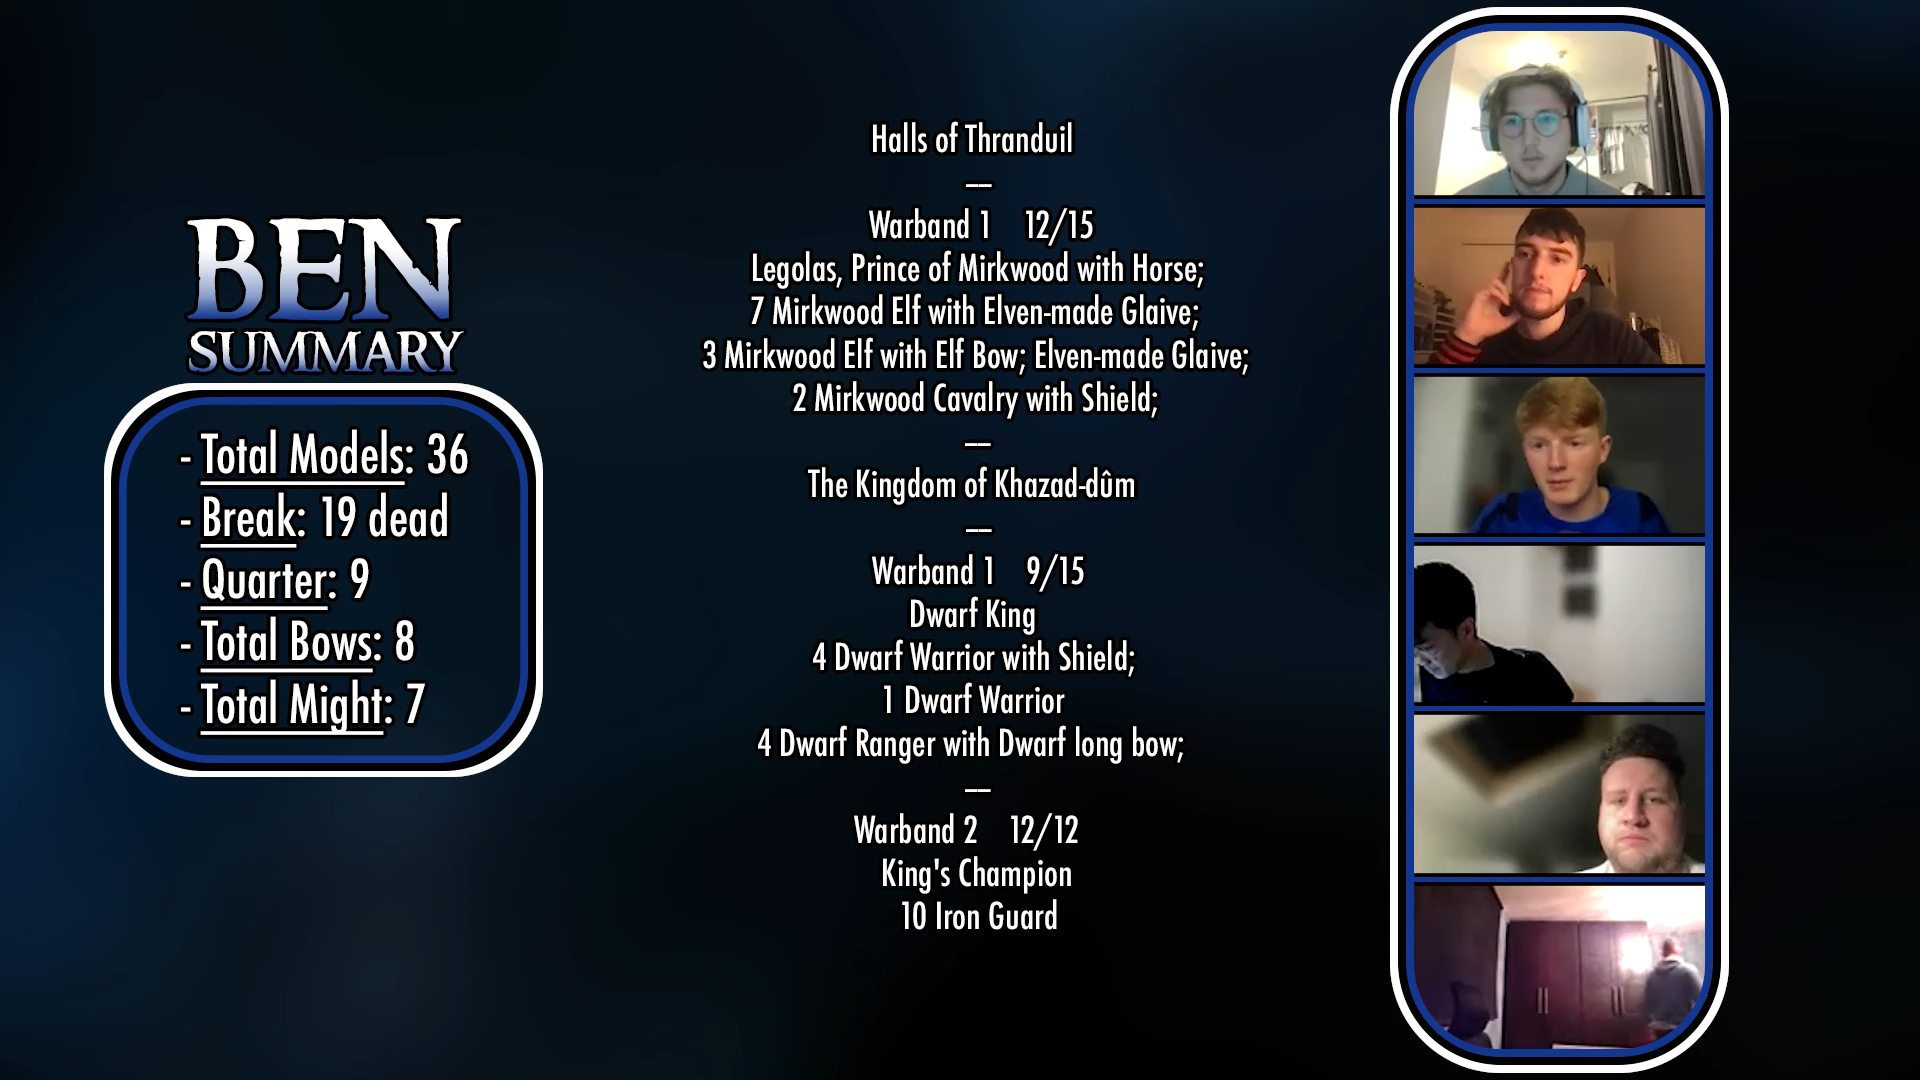 BEN
SUMMARY
- Total Models: 36
- Break: 19 dead
- Quarter: 9
- Total Bows: 8
- Total Might: 7
Halls of Thranduil
—
Warband 1 12/15
Legolas, Prince of Mirkwood with Horse;
7 Mirkwood Elf with Elven-made Glaive;
3 Mirkwood Elf with Elf Bow; Elven-made Glaive;
2 Mirkwood Cavalry with Shield;
—
The Kingdom of Khazad-dûm
—
Warband 1 9/15
Dwarf King
4 Dwarf Warrior with Shield;
1 Dwarf Warrior
4 Dwarf Ranger with Dwarf long bow;
—
Warband 2 12/12
King's Champion
10 Iron Guard